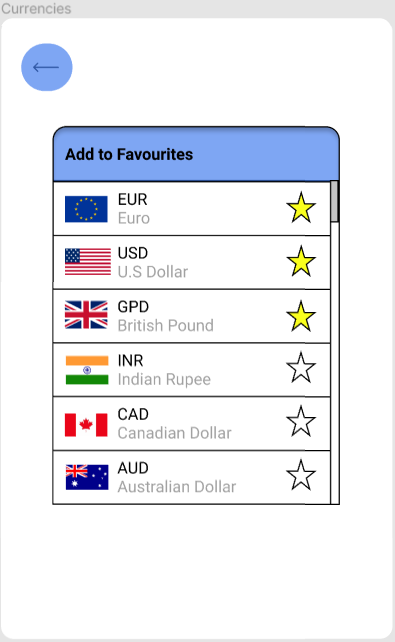 Currencies
Add to Favourites
EUR
Euro
USD
U.S Dollar
GPD
British Pound
INR
Indian Rupee
CAD
Canadian Dollar
AUD
Australian Dollar